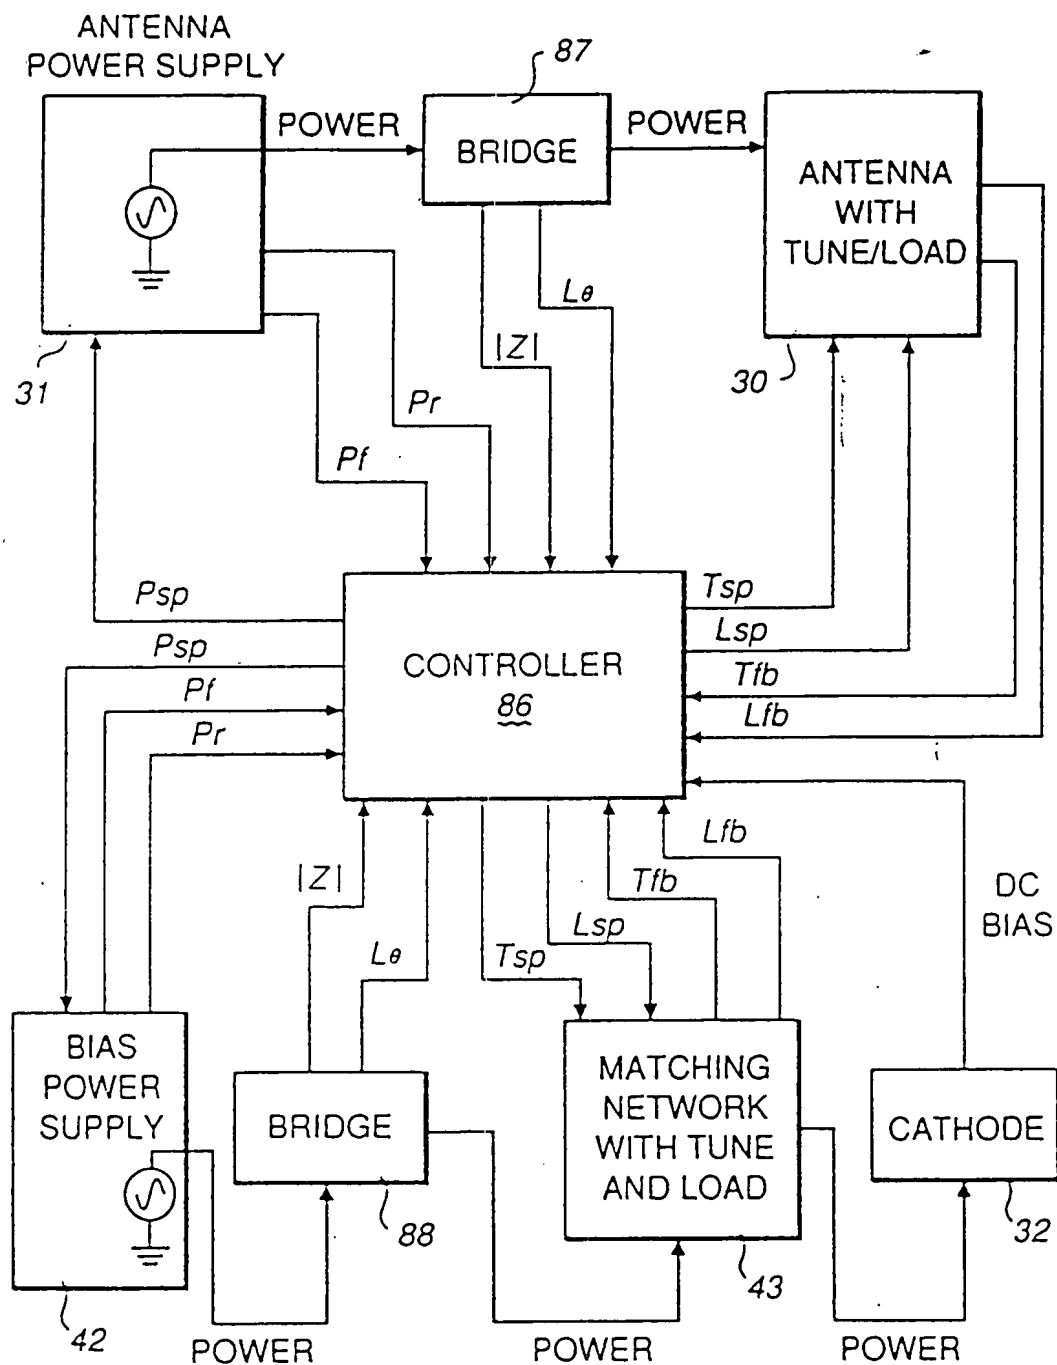 ANTENNA
POWER SUPPLY
87
POWER
BRIDGE
POWER
ANTENNA
WITH
TUNE/LOAD
31
30
|Z|
Lθ
Pr
Pf
Psp
Psp
Pf
Pr
CONTROLLER
86
Tsp
Lsp
Tfb
Lfb
|Z|
Lθ
Tsp
Lsp
Tfb
Lfb
DC
BIAS
BIAS
POWER
SUPPLY
BRIDGE
MATCHING
NETWORK
WITH TUNE
AND LOAD
CATHODE
42
88
43
32
POWER
POWER
POWER